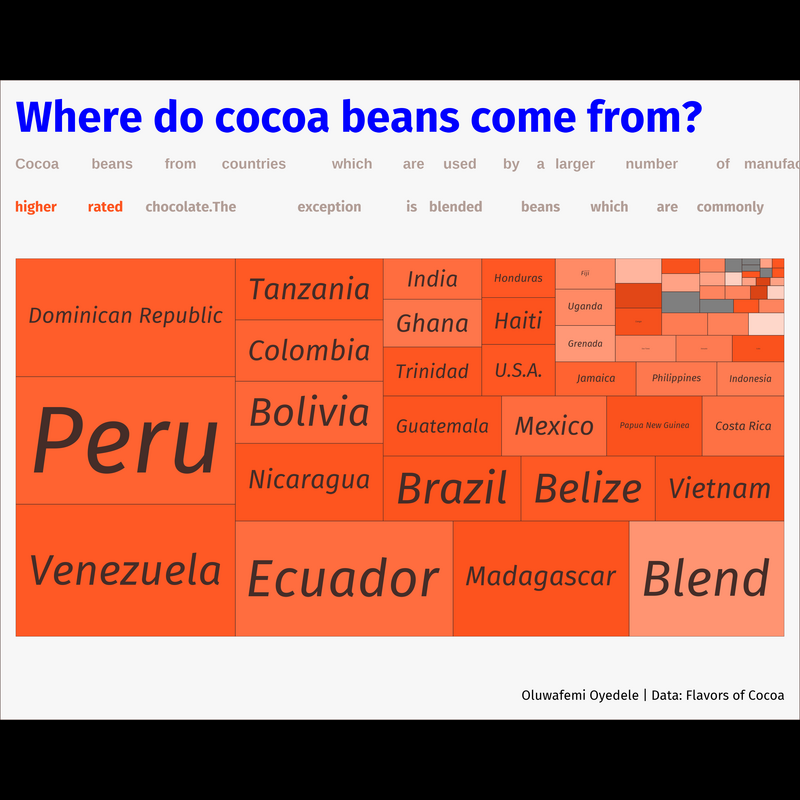 Where do cocoa beans come from?
Cocoa beans from countries which are used by a larger number of manufac
higher rated chocolate.The exception is blended beans which are commonly
Dominican Republic
Peru
Venezuela
Tanzania
Colombia
Bolivia
Nicaragua
Ecuador
India
Ghana
Trinidad
Honduras
Haiti
U.S.A.
Fiji
Uganda
Grenada
Jamaica
Philippines
Indonesia
Guatemala
Mexico
Papua New Guinea
Costa Rica
Brazil
Belize
Vietnam
Madagascar
Blend
Oluwafemi Oyedele | Data: Flavors of Cocoa